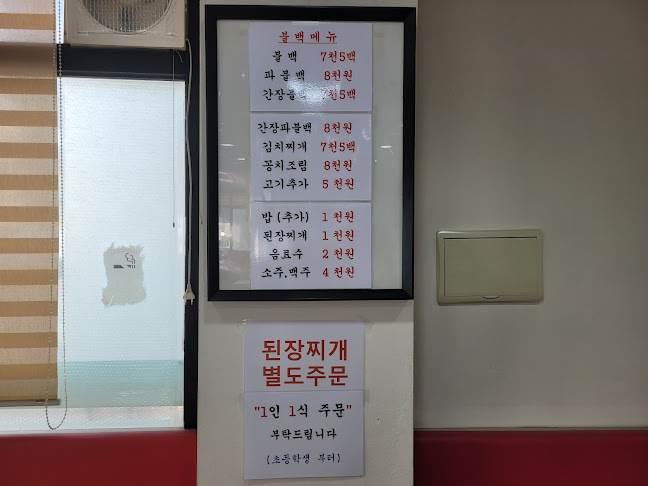 불백메뉴
불백 7천5백
파불백 8천원
간장불백 7천5백
간장파불백 8천원
김치찌개 7천5백
꽁치조림 8천원
고기추가 5천원
밥(추가) 1천원
된장찌개 1천원
음료수 2천원
소주,맥주 4천원
된장찌개
별도주문
"1인 1식 주문"
부탁드립니다
(초등학생 부터)